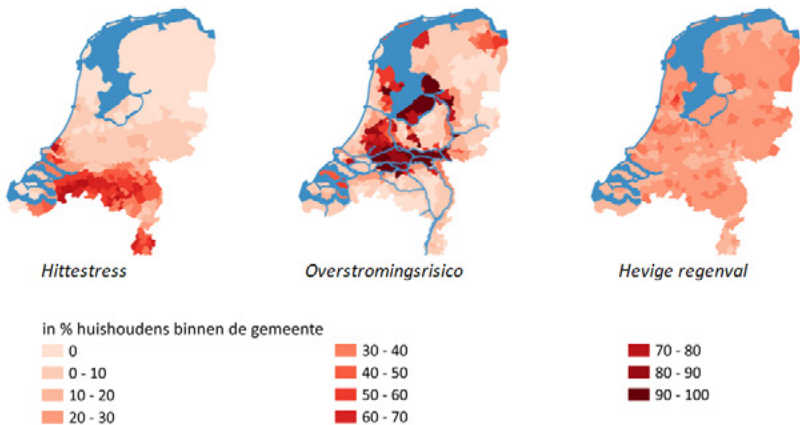 Hittestress
Overstromingsrisico
Hevige regenval
in % huishoudens binnen de gemeente
0
0 - 10
10 - 20
20 - 30
30 - 40
40 - 50
50 - 60
60 - 70
70 - 80
80 - 90
90 - 100